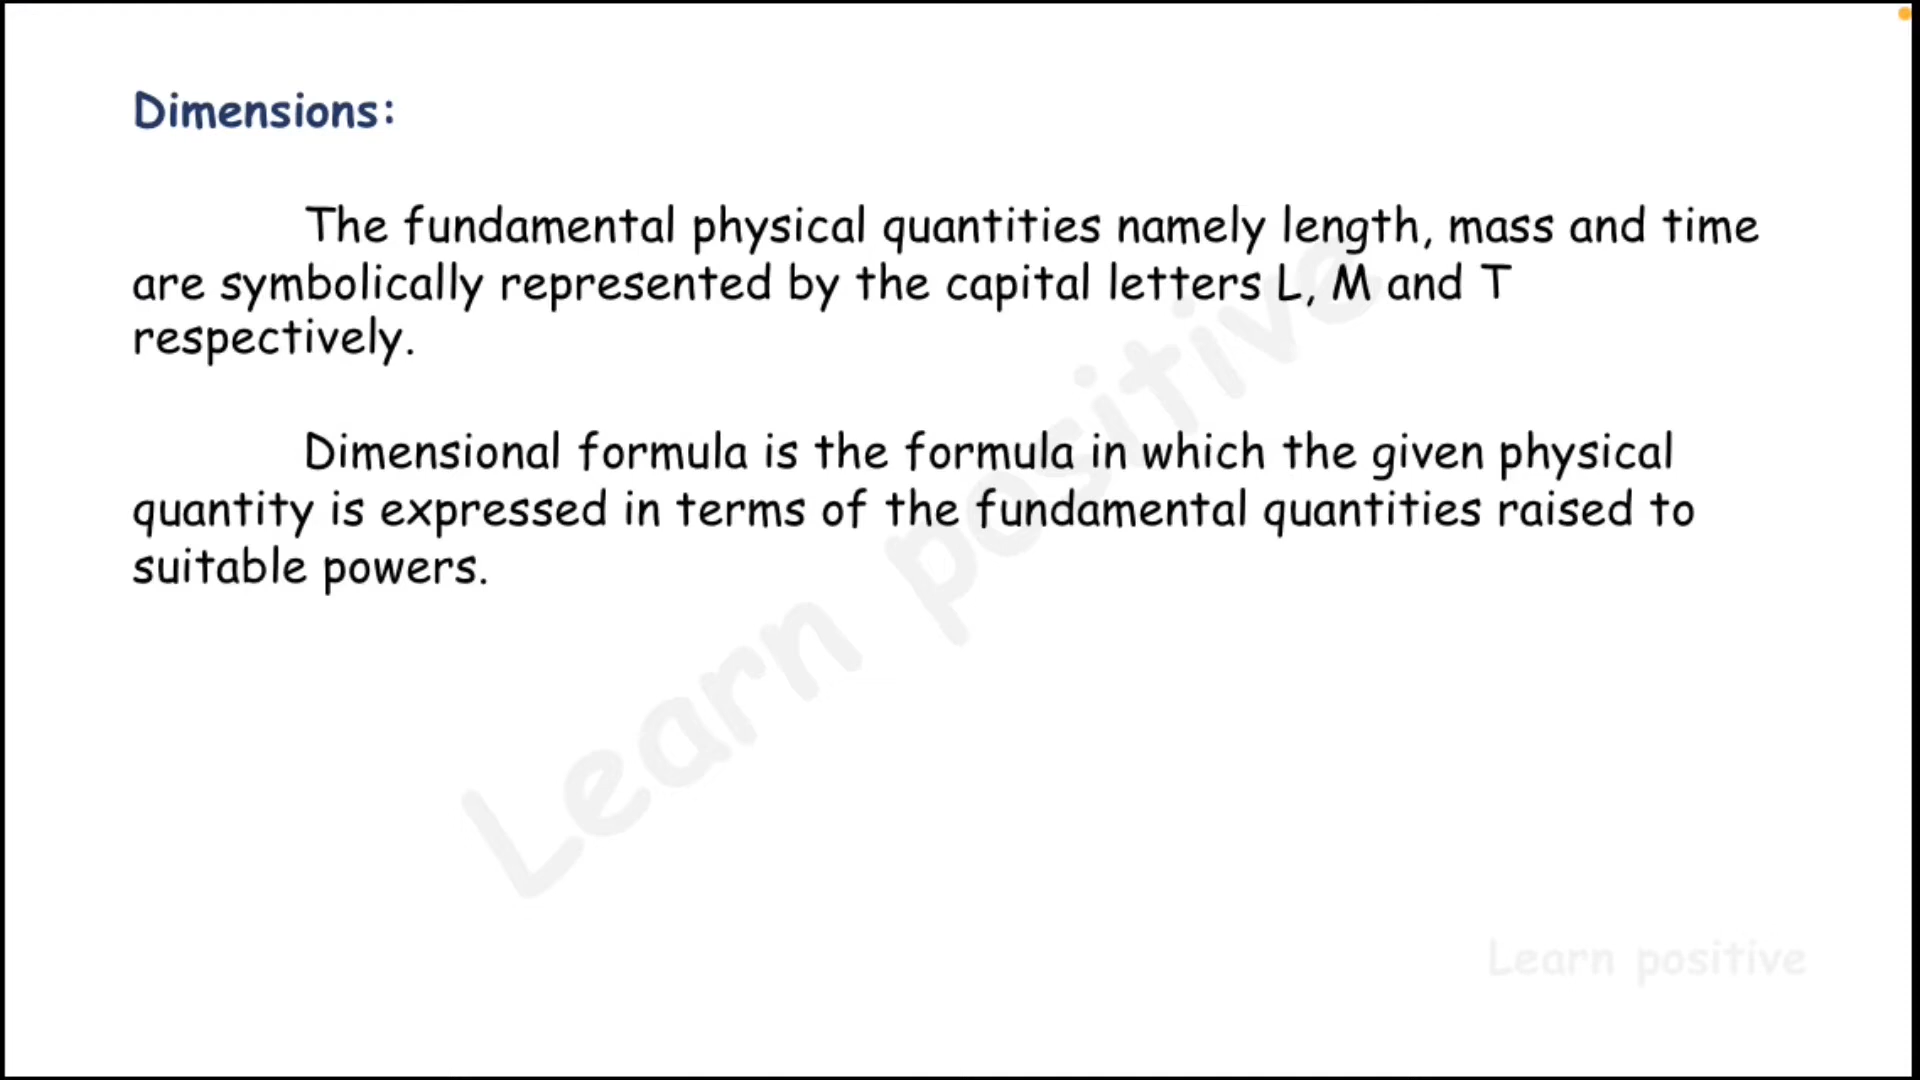 Dimensions:
The fundamental physical quantities namely length, mass and time
are symbolically represented by the capital letters L, M and T
respectively.
Dimensional formula is the formula in which the given physical
quantity is expressed in terms of the fundamental quantities raised to
suitable powers.
Learn positive
Learn positive